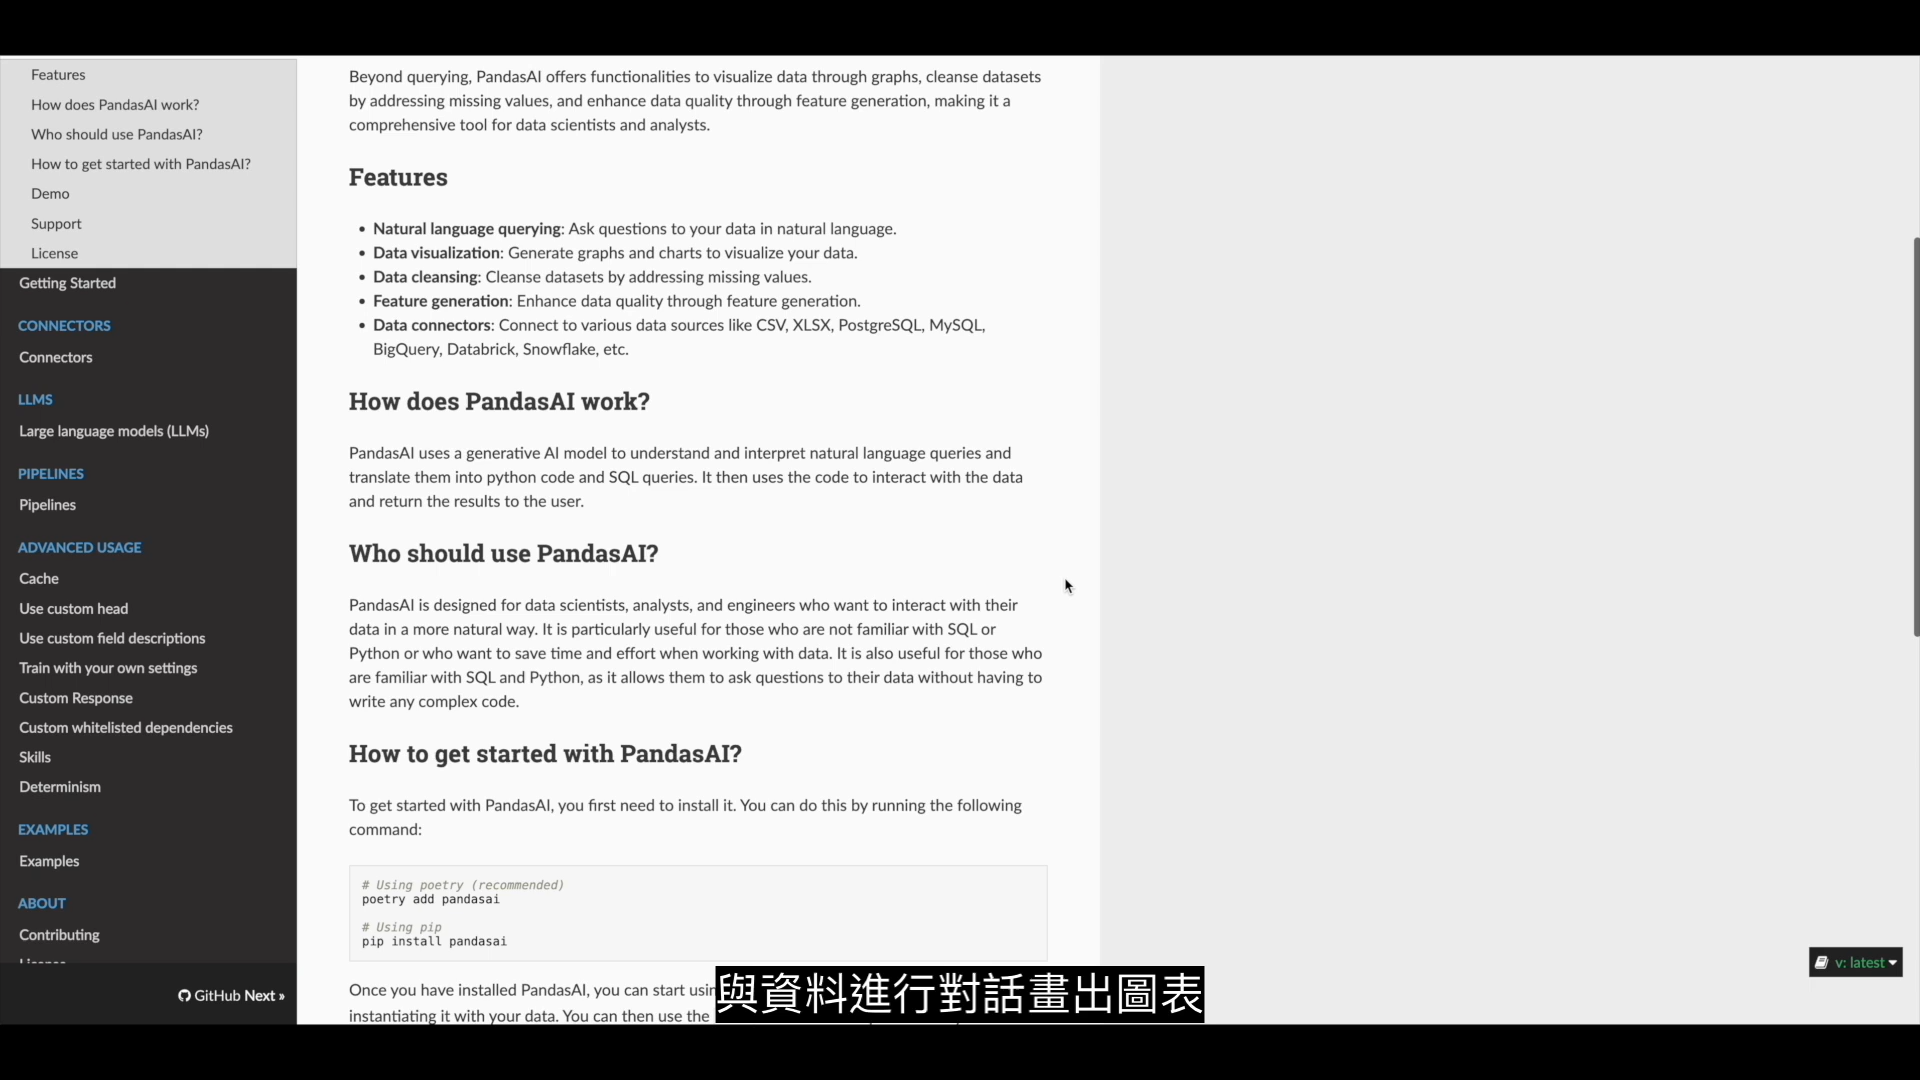 Features
How does PandasAI work?
Who should use PandasAI?
How to get started with PandasAI?
Demo
Support
License
Getting Started
CONNECTORS
Connectors
LLMS
Large language models (LLMs)
PIPELINES
Pipelines
ADVANCED USAGE
Cache
Use custom head
Use custom field descriptions
Train with your own settings
Custom Response
Custom whitelisted dependencies
Skills
Determinism
EXAMPLES
Examples
ABOUT
Contributing
GitHub Next »
Beyond querying, PandasAI offers functionalities to visualize data through graphs, cleanse datasets
by addressing missing values, and enhance data quality through feature generation, making it a
comprehensive tool for data scientists and analysts.
Features
• Natural language querying: Ask questions to your data in natural language.
• Data visualization: Generate graphs and charts to visualize your data.
• Data cleansing: Cleanse datasets by addressing missing values.
• Feature generation: Enhance data quality through feature generation.
• Data connectors: Connect to various data sources like CSV, XLSX, PostgreSQL, MySQL,
BigQuery, Databrick, Snowflake, etc.
How does PandasAI work?
PandasAI uses a generative AI model to understand and interpret natural language queries and
translate them into python code and SQL queries. It then uses the code to interact with the data
and return the results to the user.
Who should use PandasAI?
PandasAI is designed for data scientists, analysts, and engineers who want to interact with their
data in a more natural way. It is particularly useful for those who are not familiar with SQL or
Python or who want to save time and effort when working with data. It is also useful for those who
are familiar with SQL and Python, as it allows them to ask questions to their data without having to
write any complex code.
How to get started with PandasAI?
To get started with PandasAI, you first need to install it. You can do this by running the following
command:
# Using poetry (recommended)
poetry add pandasai
# Using pip
pip install pandasai
Once you have installed PandasAI, you can start
instantiating it with your data. You can then use the
與資料進行對話畫出圖表
v: latest